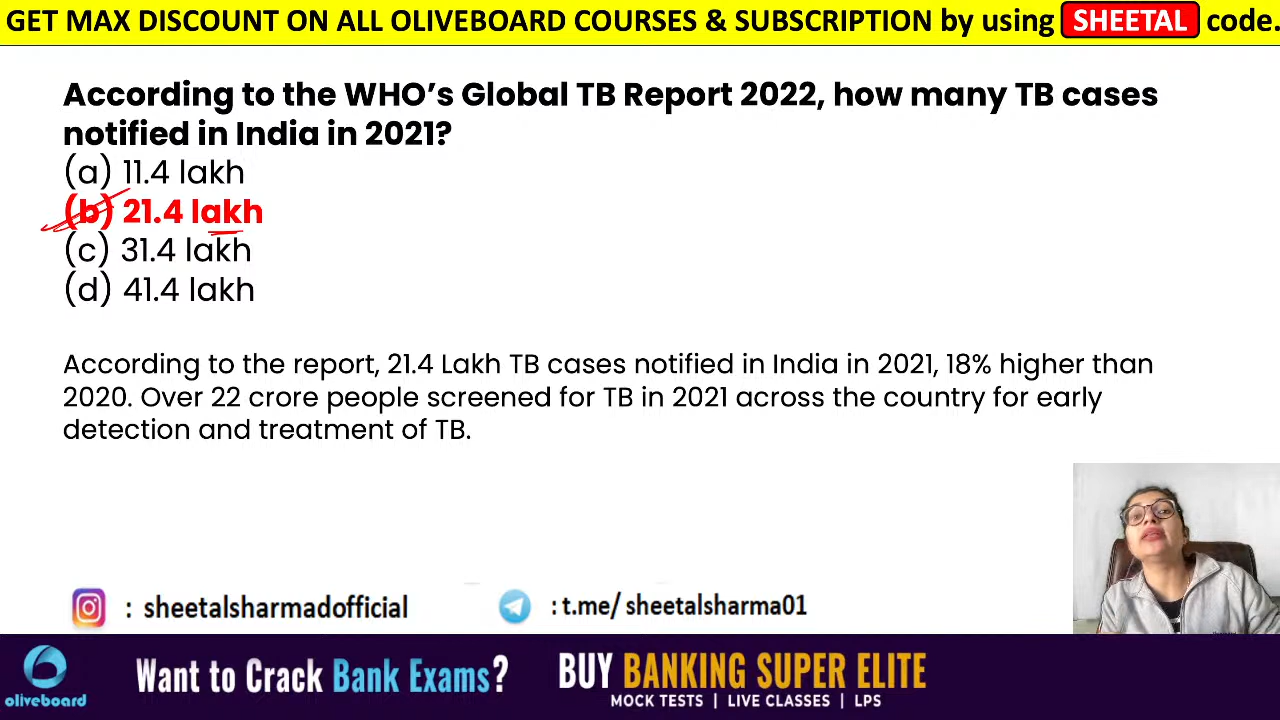 GET MAX DISCOUNT ON ALL OLIVEBOARD COURSES & SUBSCRIPTION by using SHEETAL code.
According to the WHO’s Global TB Report 2022, how many TB cases
notified in India in 2021?
(a) 11.4 lakh
(b) 21.4 lakh
(c) 31.4 lakh
(d) 41.4 lakh
According to the report, 21.4 Lakh TB cases notified in India in 2021, 18% higher than
2020. Over 22 crore people screened for TB in 2021 across the country for early
detection and treatment of TB.
: sheetalsharmadofficial
: t.me/ sheetalsharma01
oliveboard
Want to Crack Bank Exams?
BUY BANKING SUPER ELITE
MOCK TESTS | LIVE CLASSES | LPS